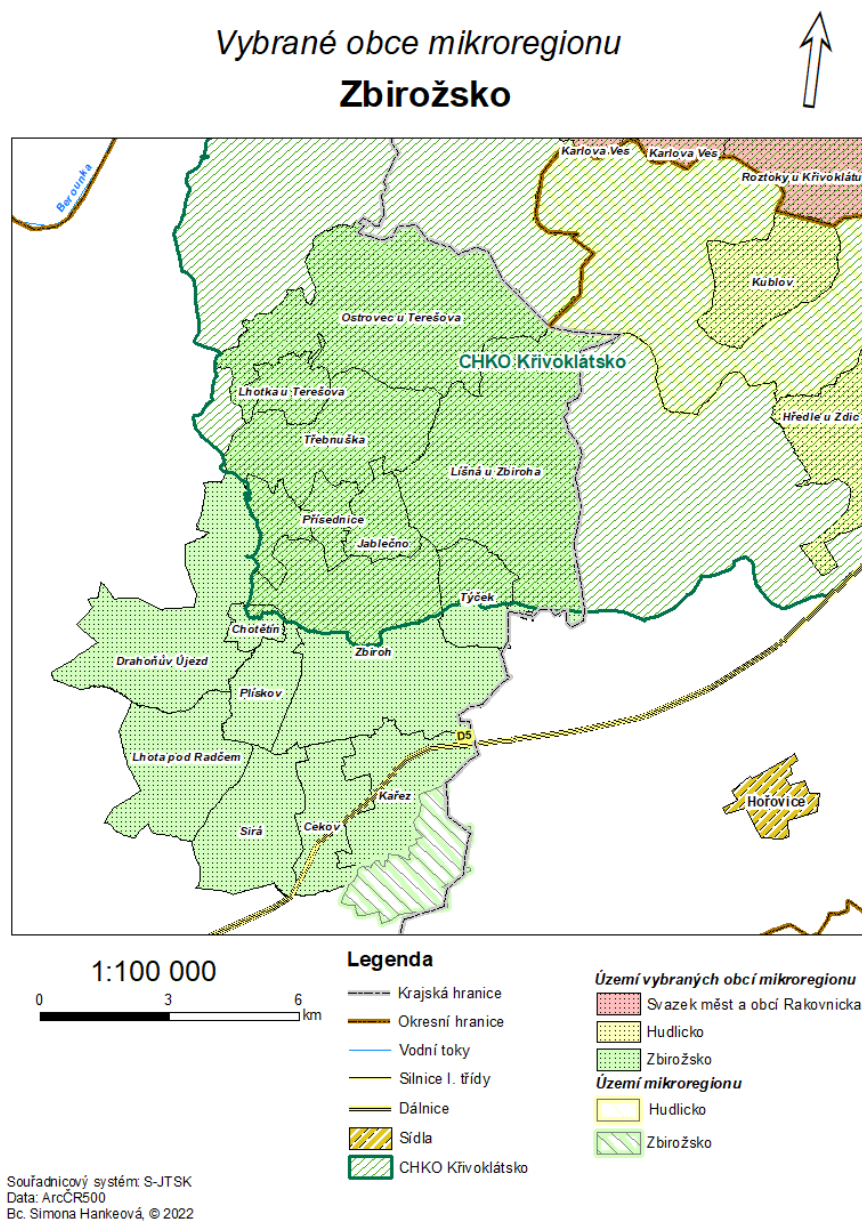 Vybrané obce mikroregionu
Zbirožsko
Berounka
Karlova Ves
Karlova Ves
Roztoky u Křivoklátu
Kublov
Ostrovec u Terešova
CHKO Křivoklátsko
Lhotka u Terešova
Hředle u Zdic
Třebnuška
Líšná u Zbiroha
Přísednice
Jablečno
Týček
Chotětín
Zbiroh
Drahoňův Újezd
Plískov
D5
Lhota pod Radčem
Kařez
Hořovice
Sirá
Cekov
1:100 000
0 3 6
km
Legenda
Krajská hranice
Okresní hranice
Vodní toky
Silnice I. třídy
Dálnice
Sídla
CHKO Křivoklátsko
Území vybraných obcí mikroregionu
Svazek měst a obcí Rakovnicka
Hudlicko
Zbirožsko
Území mikroregionu
Hudlicko
Zbirožsko
Souřadnicový systém: S-JTSK
Data: ArcČR500
Bc. Simona Hankeová, © 2022